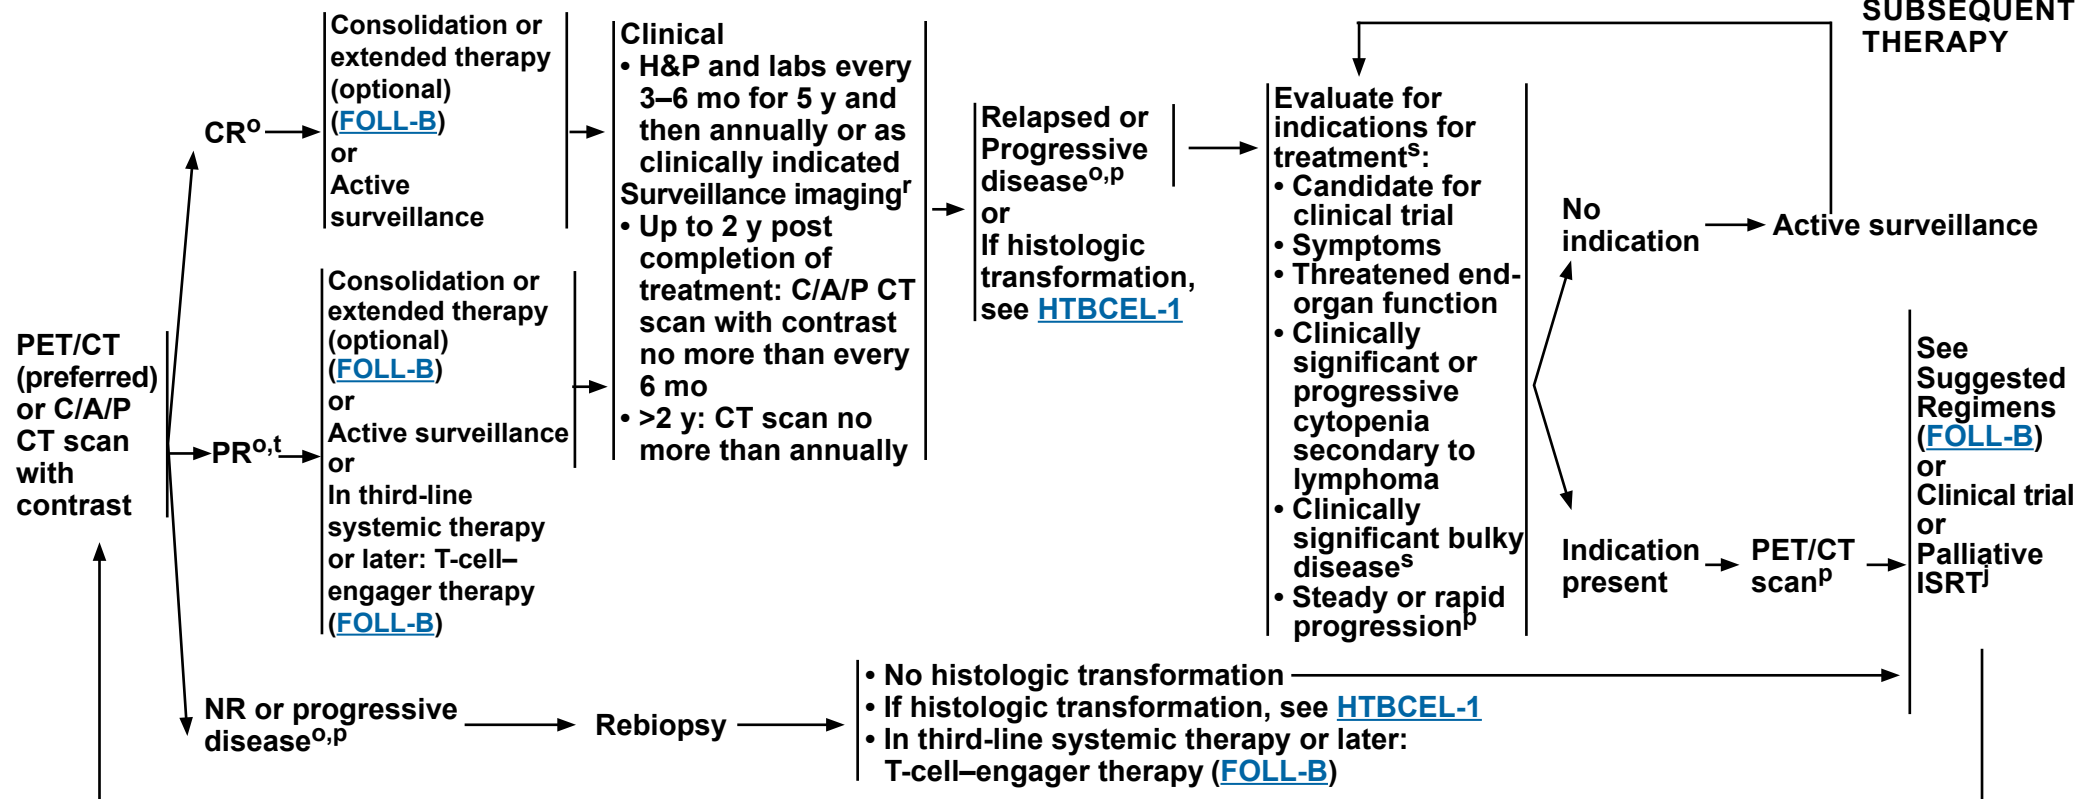 SUBSEQUENT
THERAPY
PET/CT
(preferred)
or C/A/P
CT scan
with
contrast
CRᵒ
Consolidation or
extended therapy
(optional)
(FOLL-B)
or
Active
surveillance
PRᵒ,ᵗ
Consolidation or
extended therapy
(optional)
(FOLL-B)
or
Active surveillance
or
In third-line
systemic therapy
or later: T-cell–
engager therapy
(FOLL-B)
Clinical
• H&P and labs every
3–6 mo for 5 y and
then annually or as
clinically indicated
Surveillance imagingʳ
• Up to 2 y post
completion of
treatment: C/A/P CT
scan with contrast
no more than every
6 mo
• >2 y: CT scan no
more than annually
Relapsed or
Progressive
diseaseᵒ,ᵖ
or
If histologic
transformation,
see HTBCEL-1
Evaluate for
indications for
treatmentˢ:
• Candidate for
clinical trial
• Symptoms
• Threatened end-
organ function
• Clinically
significant or
progressive
cytopenia
secondary to
lymphoma
• Clinically
significant bulky
diseaseˢ
• Steady or rapid
progressionᵖ
No
indication
Active surveillance
Indication
present
PET/CT
scanᵖ
See
Suggested
Regimens
(FOLL-B)
or
Clinical trial
or
Palliative
ISRTʲ
NR or progressive
diseaseᵒ,ᵖ
Rebiopsy
• No histologic transformation
• If histologic transformation, see HTBCEL-1
• In third-line systemic therapy or later:
T-cell–engager therapy (FOLL-B)